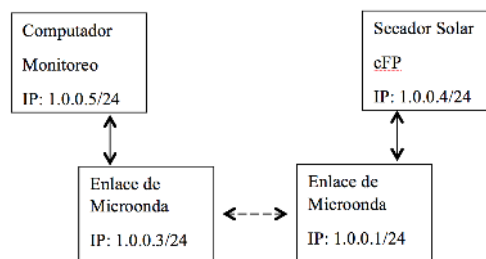 Computador
Monitoreo
IP: 1.0.0.5/24
Secador Solar
cFP
IP: 1.0.0.4/24
Enlace de
Microonda
IP: 1.0.0.3/24
Enlace de
Microonda
IP: 1.0.0.1/24